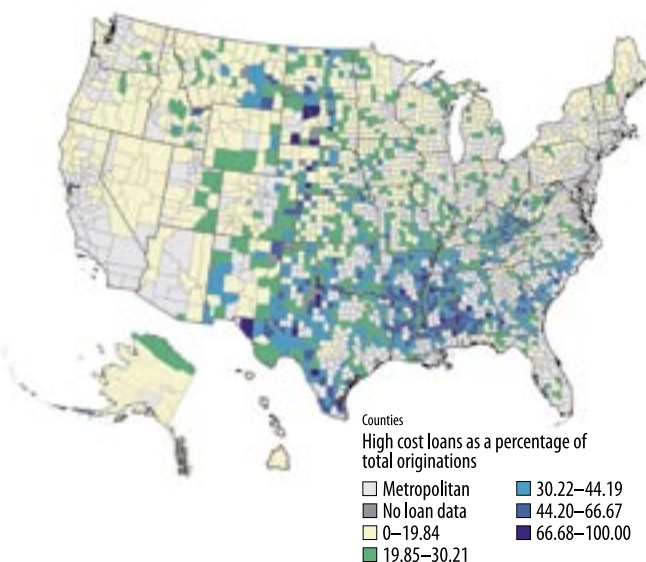 Counties
High cost loans as a percentage of
total originations
Metropolitan
No loan data
0–19.84
19.85–30.21
30.22–44.19
44.20–66.67
66.68–100.00